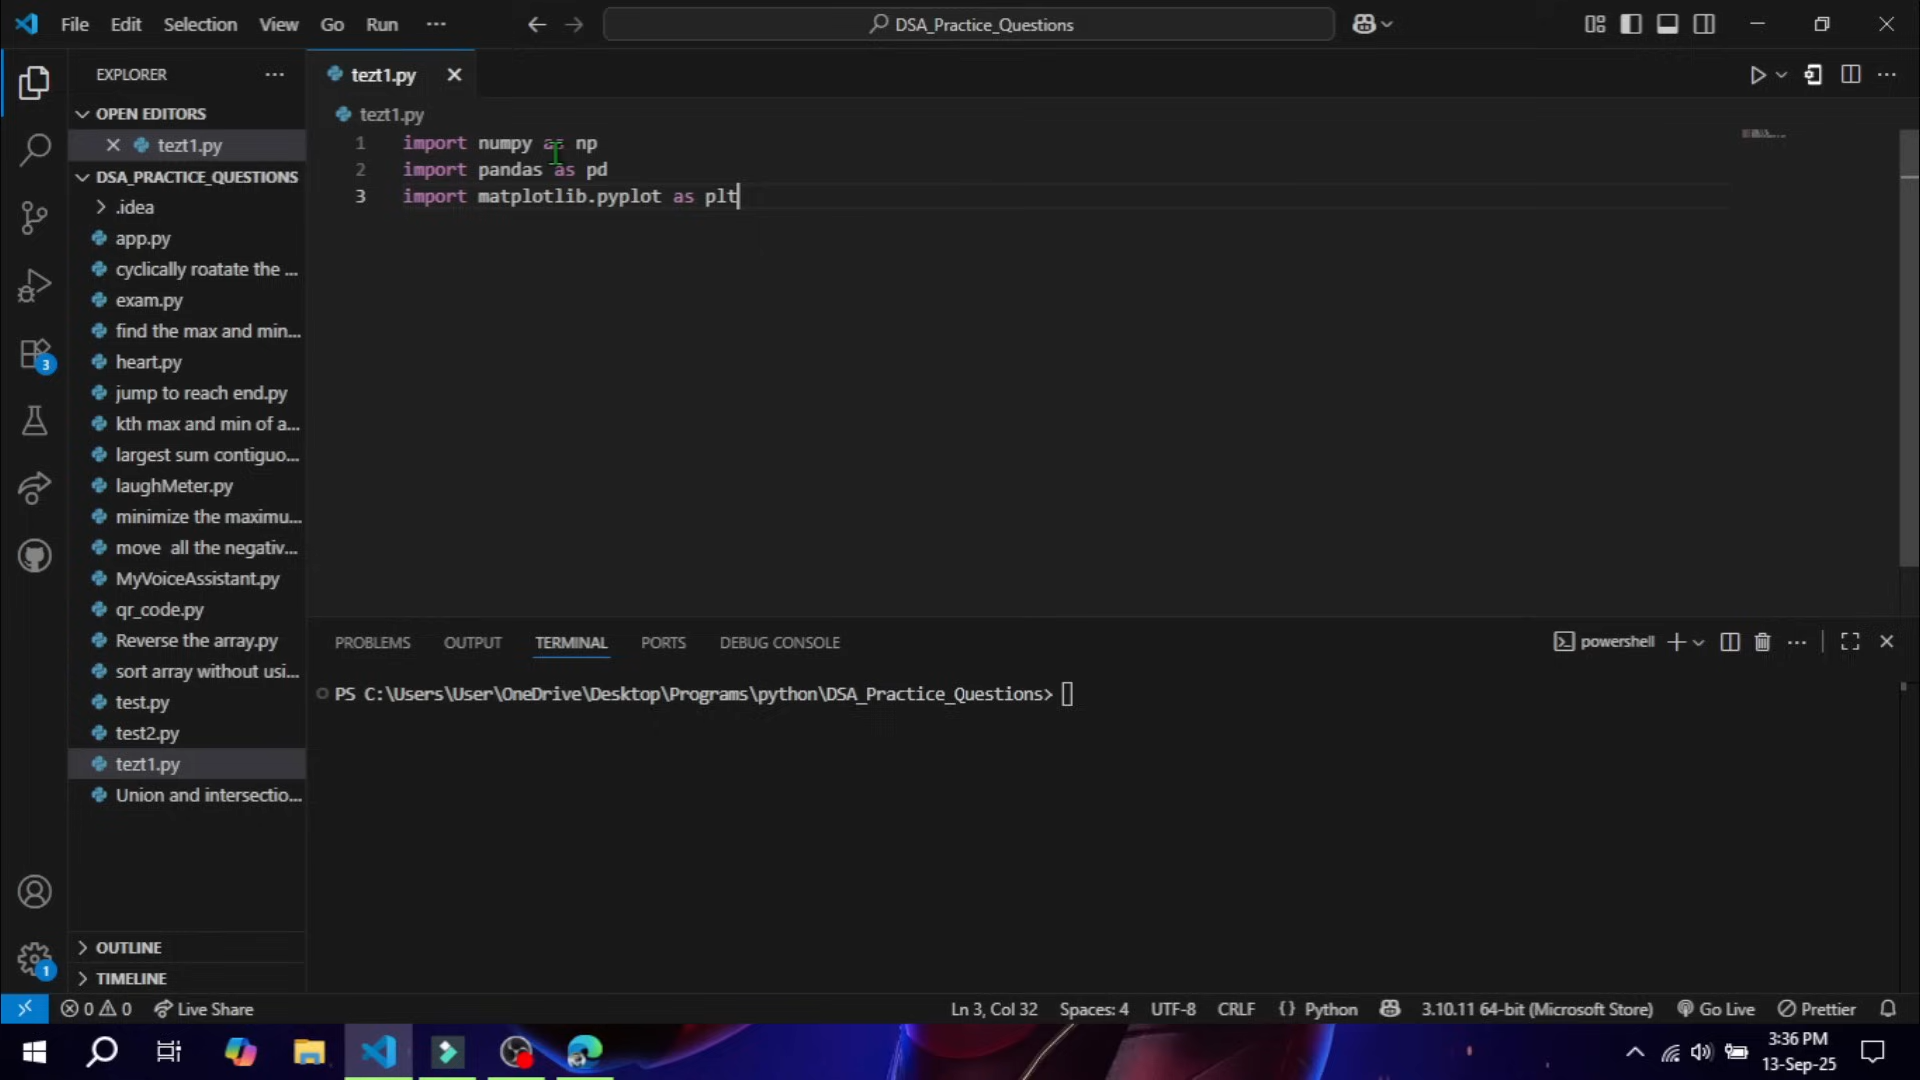 File Edit Selection View Go Run ···
DSA_Practice_Questions
EXPLORER ···
OPEN EDITORS
tezt1.py
DSA_PRACTICE_QUESTIONS
.idea
app.py
cyclically roatate the ...
exam.py
find the max and min...
heart.py
jump to reach end.py
kth max and min of a...
largest sum contiguo...
laughMeter.py
minimize the maximu...
move all the negativ...
MyVoiceAssistant.py
qr_code.py
Reverse the array.py
sort array without usi...
test.py
test2.py
tezt1.py
Union and intersectio...
OUTLINE
TIMELINE
3
1
tezt1.py
tezt1.py
1 import numpy as np
2 import pandas as pd
3 import matplotlib.pyplot as plt
PROBLEMS OUTPUT TERMINAL PORTS DEBUG CONSOLE
powershell
PS C:\Users\User\OneDrive\Desktop\Programs\python\DSA_Practice_Questions>
0 0 Live Share
Ln 3, Col 32 Spaces: 4 UTF-8 CRLF {} Python 3.10.11 64-bit (Microsoft Store) Go Live Prettier
3:36 PM
13-Sep-25